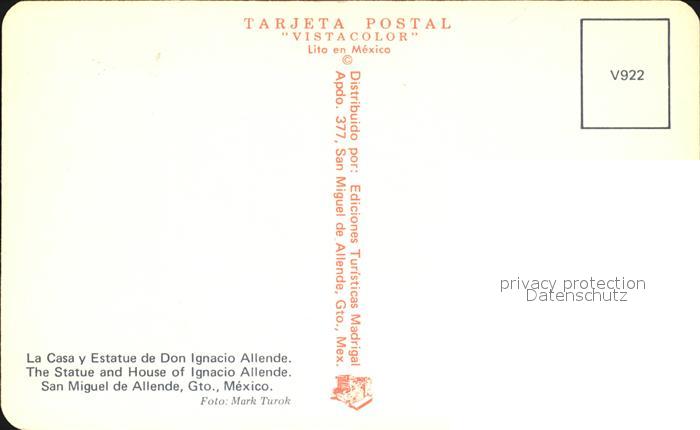 TARJETA POSTAL
"VISTACOLOR"
Lito en México
©
V922
Distribuido por: Ediciones Turísticas Madrigal
Apdo. 377, San Miguel de Allende, Gto., Mex.
privacy protection
Datenschutz
La Casa y Estatue de Don Ignacio Allende.
The Statue and House of Ignacio Allende.
San Miguel de Allende, Gto., México.
Foto: Mark Turok